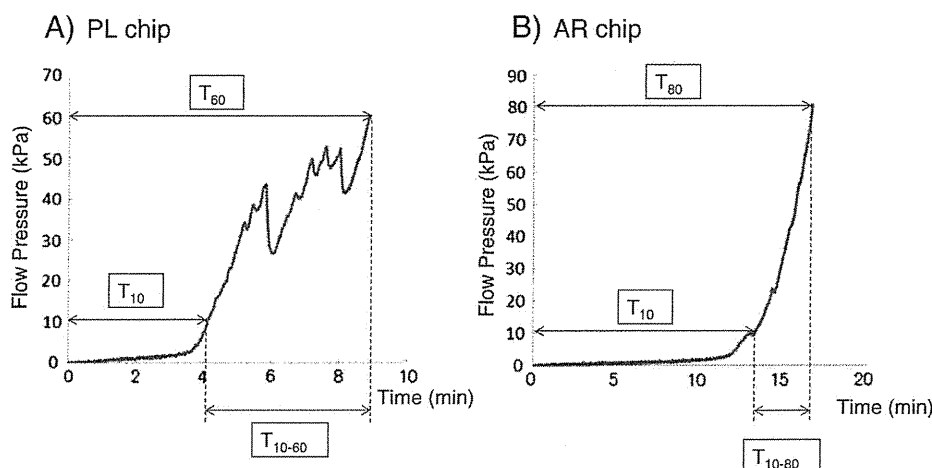 A) PL chip
70
60
50
40
30
20
10
0
Flow Pressure (kPa)
T60
T10
0 2 4 6 8 10
Time (min)
T10-60
B) AR chip
90
80
70
60
50
40
30
20
10
0
Flow Pressure (kPa)
T80
T10
0 5 10 15 20
Time (min)
T10-80